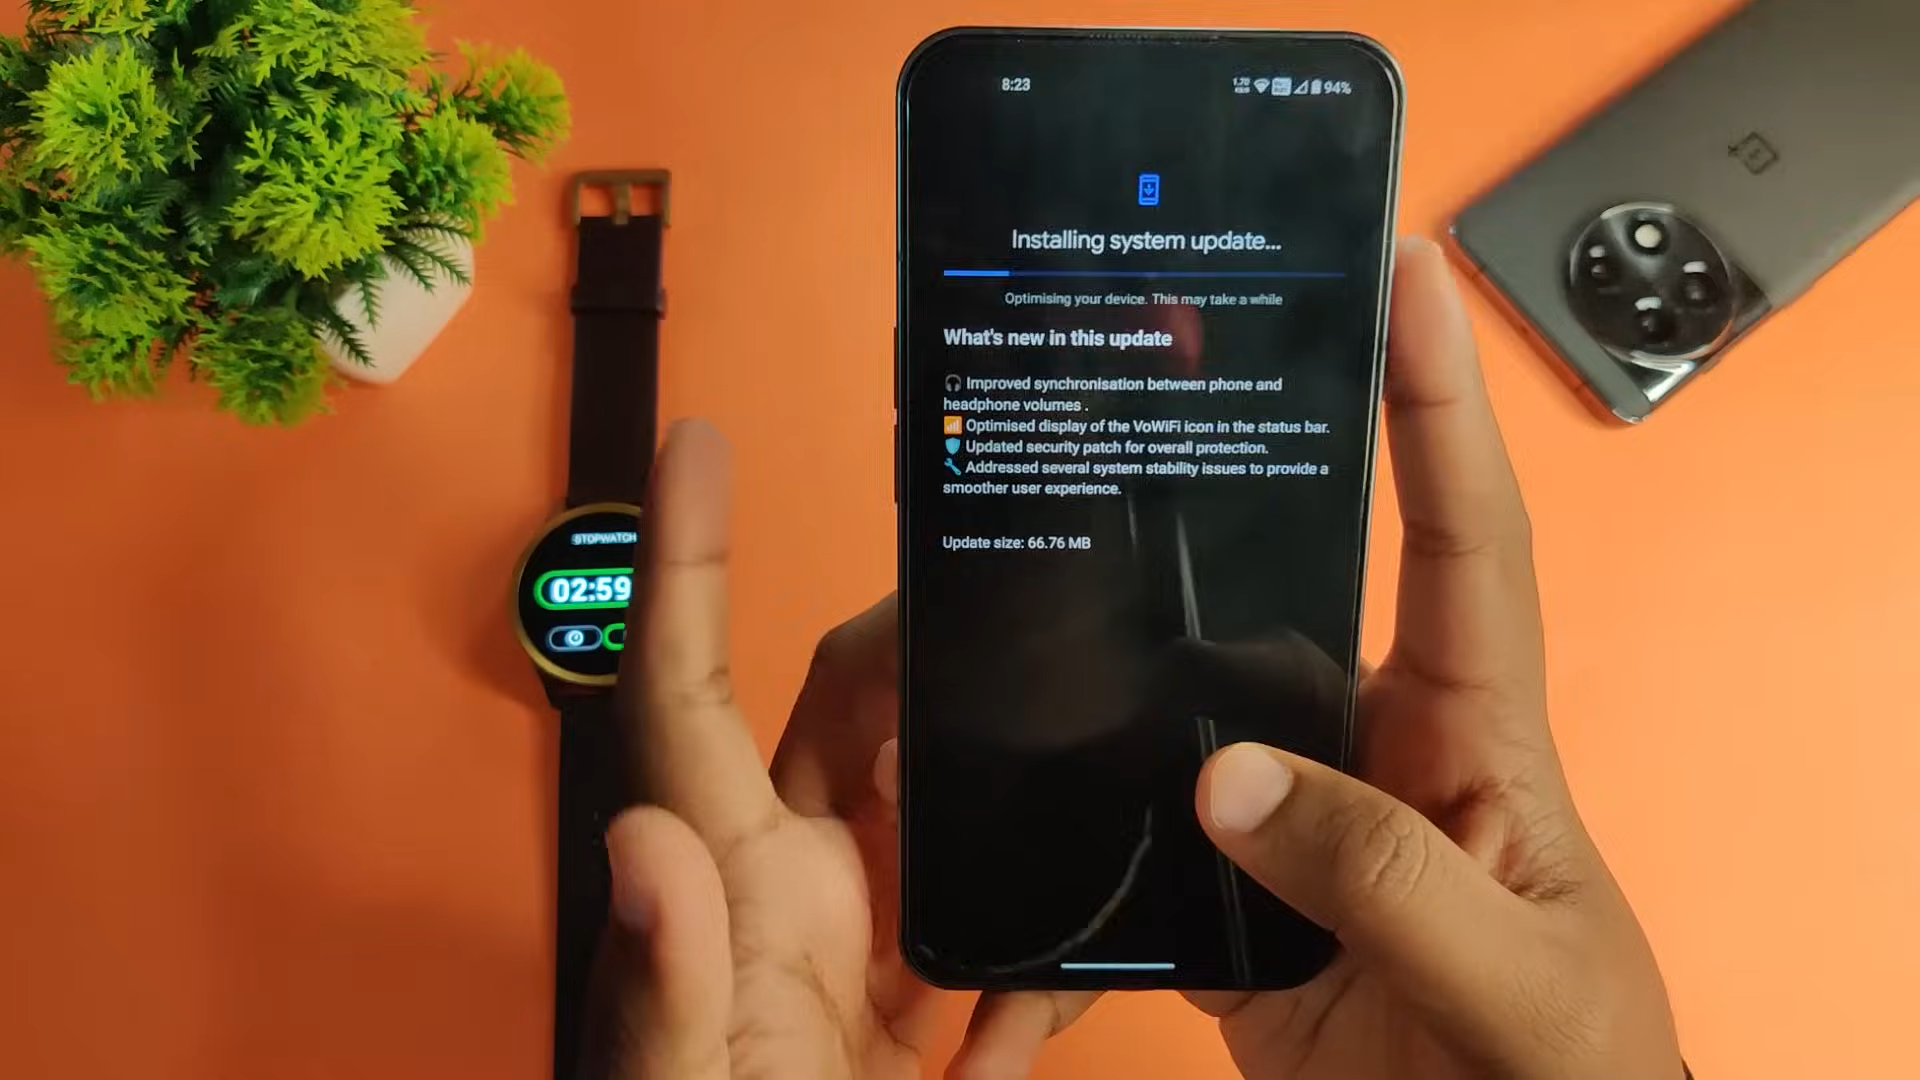 8:23
94%
Installing system update...
Optimising your device. This may take a while
What's new in this update
Improved synchronisation between phone and
headphone volumes .
Optimised display of the VoWiFi icon in the status bar.
Updated security patch for overall protection.
Addressed several system stability issues to provide a
smoother user experience.
Update size: 66.76 MB
STOPWATCH
02:59